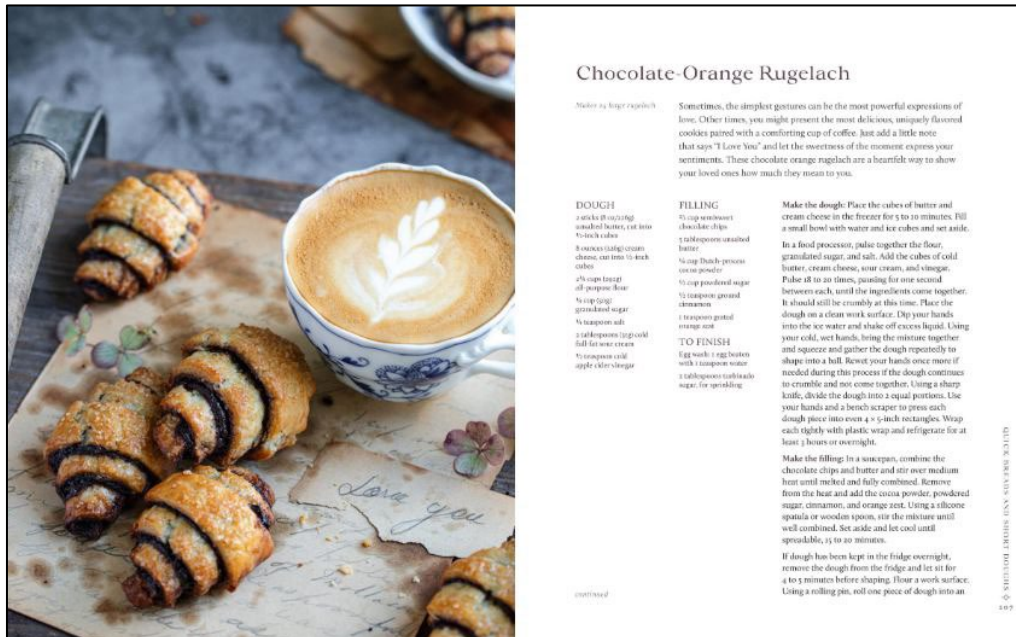 Love you
Chocolate-Orange Rugelach
Makes 24 rugelach
Sometimes, the simplest gestures can be the most powerful expressions of
love. Other times, you might present the most delicious, uniquely flavored
cookies paired with a comforting cup of coffee. Just add a little note
that says "I Love You" and let the sweetness of the moment express your
sentiments. These chocolate orange rugelach are a heartfelt way to show
your loved ones how much they mean to you.
DOUGH
2 sticks (8 oz/226g)
unsalted butter, cut into
½-inch cubes
8 ounces (226g) cream
cheese, cut into ½-inch
cubes
cups
all-purpose flour
cup (50g)
granulated sugar
teaspoon salt
2 tablespoons cold
full-fat sour cream
½ teaspoon cold
apple cider vinegar
FILLING
cup semisweet
chocolate chips
5 tablespoons unsalted
butter
cup Dutch-process
cocoa powder
cup powdered sugar
½ teaspoon ground
cinnamon
1 teaspoon grated
orange zest
TO FINISH
Egg wash: 1 egg beaten
with 1 teaspoon water
2 tablespoons turbinado
sugar, for sprinkling
Make the dough: Place the cubes of butter and
cream cheese in the freezer for 5 to 20 minutes. Fill
a small bowl with water and ice cubes and set aside.
In a food processor, pulse together the flour,
granulated sugar, and salt. Add the cubes of cold
butter, cream cheese, sour cream, and vinegar.
Pulse 18 to 20 times, pausing for one second
between each, until the ingredients come together.
It should still be crumbly at this time. Place the
dough on a clean work surface. Dip your hands
into the ice water and shake off excess liquid. Using
your cold, wet hands, bring the mixture together
and squeeze and gather the dough repeatedly to
shape into a ball. Rewet your hands once more if
needed during this process if the dough continues
to crumble and not come together. Using a sharp
knife, divide the dough into 2 equal portions. Use
your hands and a bench scraper to press each
dough piece into even 4 × 5-inch rectangles. Wrap
each tightly with plastic wrap and refrigerate for at
least 3 hours or overnight.
Make the filling: In a saucepan, combine the
chocolate chips and butter and stir over medium
heat until melted and fully combined. Remove
from the heat and add the cocoa powder, powdered
sugar, cinnamon, and orange zest. Using a silicone
spatula or wooden spoon, stir the mixture until
well combined. Set aside and let cool until
spreadable, 15 to 20 minutes.
If dough has been kept in the fridge overnight,
remove the dough from the fridge and let sit for
4 to 5 minutes before shaping. Flour a work surface.
Using a rolling pin, roll one piece of dough into an
continued
QUICK BREADS AND SHORT DOUGHS
207